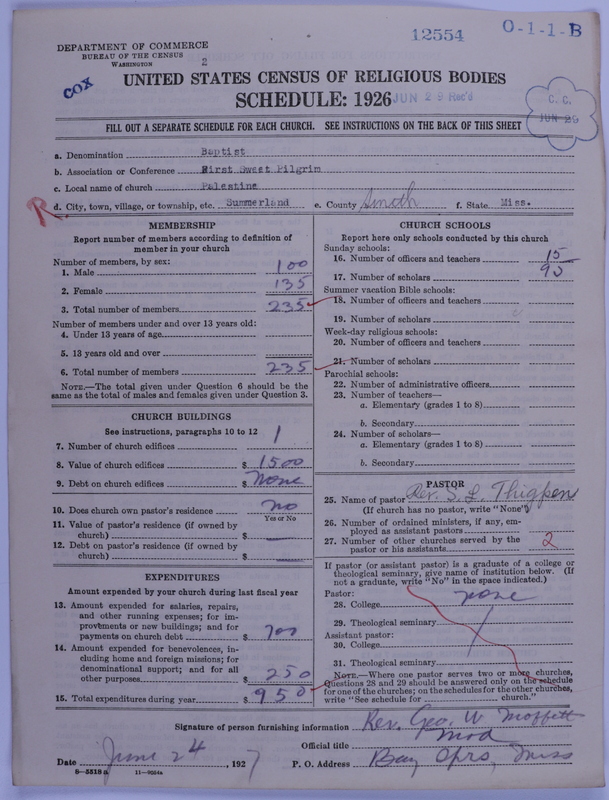 12554
O-1-1-B
DEPARTMENT OF COMMERCE
BUREAU OF THE CENSUS
WASHINGTON
2
COX
UNITED STATES CENSUS OF RELIGIOUS BODIES
SCHEDULE: 1926
JUN 29 Rec'd
C. C.
JUN 29
FILL OUT A SEPARATE SCHEDULE FOR EACH CHURCH. SEE INSTRUCTIONS ON THE BACK OF THIS SHEET
a. Denomination Baptist
b. Association or Conference First Sweet Pilgrim
c. Local name of church Palestine
R
d. City, town, village, or township, etc. Summerland e. County Smith f. State Miss.
MEMBERSHIP
Report number of members according to definition of
member in your church
Number of members, by sex:
1. Male 100
2. Female 135
3. Total number of members 235
Number of members under and over 13 years old:
4. Under 13 years of age
5. 13 years old and over
6. Total number of members 235
NOTE.—The total given under Question 6 should be the
same as the total of males and females given under Question 3.
CHURCH BUILDINGS
See instructions, paragraphs 10 to 12
7. Number of church edifices 1
8. Value of church edifices $ 1500
9. Debt on church edifices $ None
10. Does church own pastor's residence no
Yes or No
11. Value of pastor's residence (if owned by
church) $
12. Debt on pastor's residence (if owned by
church) $
EXPENDITURES
Amount expended by your church during last fiscal year
13. Amount expended for salaries, repairs,
and other running expenses; for im-
provements or new buildings; and for
payments on church debt $ 700
14. Amount expended for benevolences, in-
cluding home and foreign missions; for
denominational support; and for all
other purposes $ 250
15. Total expenditures during year $ 950
CHURCH SCHOOLS
Report here only schools conducted by this church
Sunday schools:
16. Number of officers and teachers 15
17. Number of scholars 90
Summer vacation Bible schools:
18. Number of officers and teachers
19. Number of scholars
Week-day religious schools:
20. Number of officers and teachers
21. Number of scholars
Parochial schools:
22. Number of administrative officers
23. Number of teachers—
a. Elementary (grades 1 to 8)
b. Secondary
24. Number of scholars—
a. Elementary (grades 1 to 8)
b. Secondary
PASTOR
25. Name of pastor Rev. S. L. Thigpen
(If church has no pastor, write "None")
26. Number of ordained ministers, if any, em-
ployed as assistant pastors
27. Number of other churches served by the
pastor or his assistants 2
If pastor (or assistant pastor) is a graduate of a college or
theological seminary, give name of institution below. (If
not a graduate, write "No" in the space indicated.)
Pastor:
28. College none
29. Theological seminary
Assistant pastor:
30. College
31. Theological seminary
NOTE.—Where one pastor serves two or more churches,
Questions 28 and 29 should be answered only on the schedule
for one of the churches; on the schedules for the other churches,
write "See schedule for church."
Signature of person furnishing information Rev. Geo. W Moffett
Official title Mod
Date June 24, 1927 P. O. Address Bay Sprs, Miss
8—5518a 11—9264a